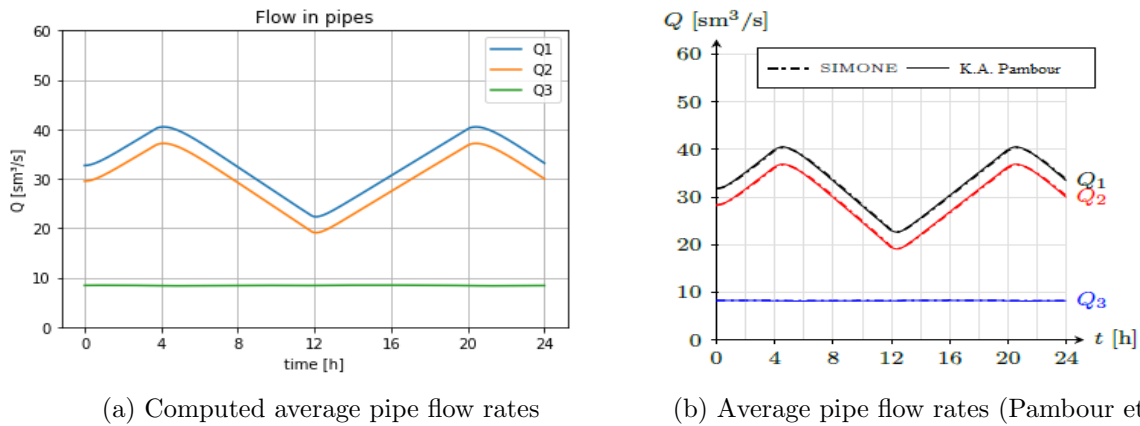 Flow in pipes
60
50
40
30
20
10
0
Q [sm³/s]
Q1
Q2
Q3
0 4 8 12 16 20 24
time [h]
(a) Computed average pipe flow rates
Q [sm³/s]
60
50
40
30
20
10
0
SIMONE K.A. Pambour
Q₁
Q₂
Q₃
0 4 8 12 16 20 24
t [h]
(b) Average pipe flow rates (Pambour et